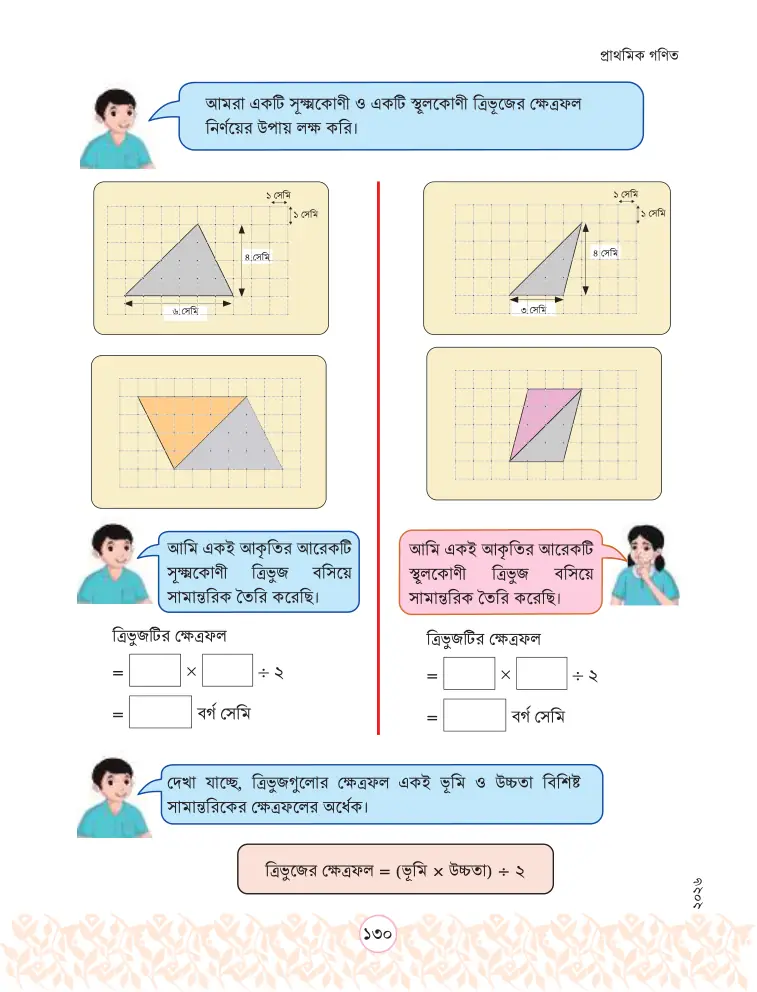 প্রাথমিক গণিত
আমরা একটি সূক্ষ্মকোণী ও একটি স্থূলকোণী ত্রিভুজের ক্ষেত্রফল
নির্ণয়ের উপায় লক্ষ করি।
১ সেমি
১ সেমি
৪ সেমি
৬ সেমি
১ সেমি
১ সেমি
৪ সেমি
৩ সেমি
আমি একই আকৃতির আরেকটি
সূক্ষ্মকোণী ত্রিভুজ বসিয়ে
সামান্তরিক তৈরি করেছি।
আমি একই আকৃতির আরেকটি
স্থূলকোণী ত্রিভুজ বসিয়ে
সামান্তরিক তৈরি করেছি।
ত্রিভুজটির ক্ষেত্রফল
= × ÷ ২
= বর্গ সেমি
ত্রিভুজটির ক্ষেত্রফল
= × ÷ ২
= বর্গ সেমি
দেখা যাচ্ছে, ত্রিভুজগুলোর ক্ষেত্রফল একই ভূমি ও উচ্চতা বিশিষ্ট
সামান্তরিকের ক্ষেত্রফলের অর্ধেক।
ত্রিভুজের ক্ষেত্রফল = (ভূমি × উচ্চতা) ÷ ২
২০২৬
১৩০